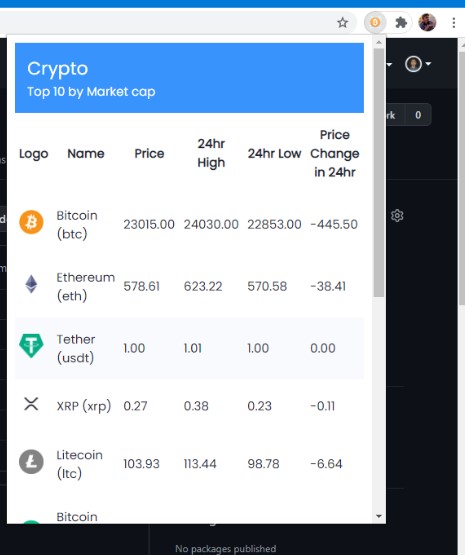 Crypto
Top 10 by Market cap
Logo Name Price 24hr High 24hr Low Price Change in 24hr
Bitcoin (btc) 23015.00 24030.00 22853.00 -445.50
Ethereum (eth) 578.61 623.22 570.58 -38.41
Tether (usdt) 1.00 1.01 1.00 0.00
XRP (xrp) 0.27 0.38 0.23 -0.11
Litecoin (ltc) 103.93 113.44 98.78 -6.64
Bitcoin
rk 0
No packages published